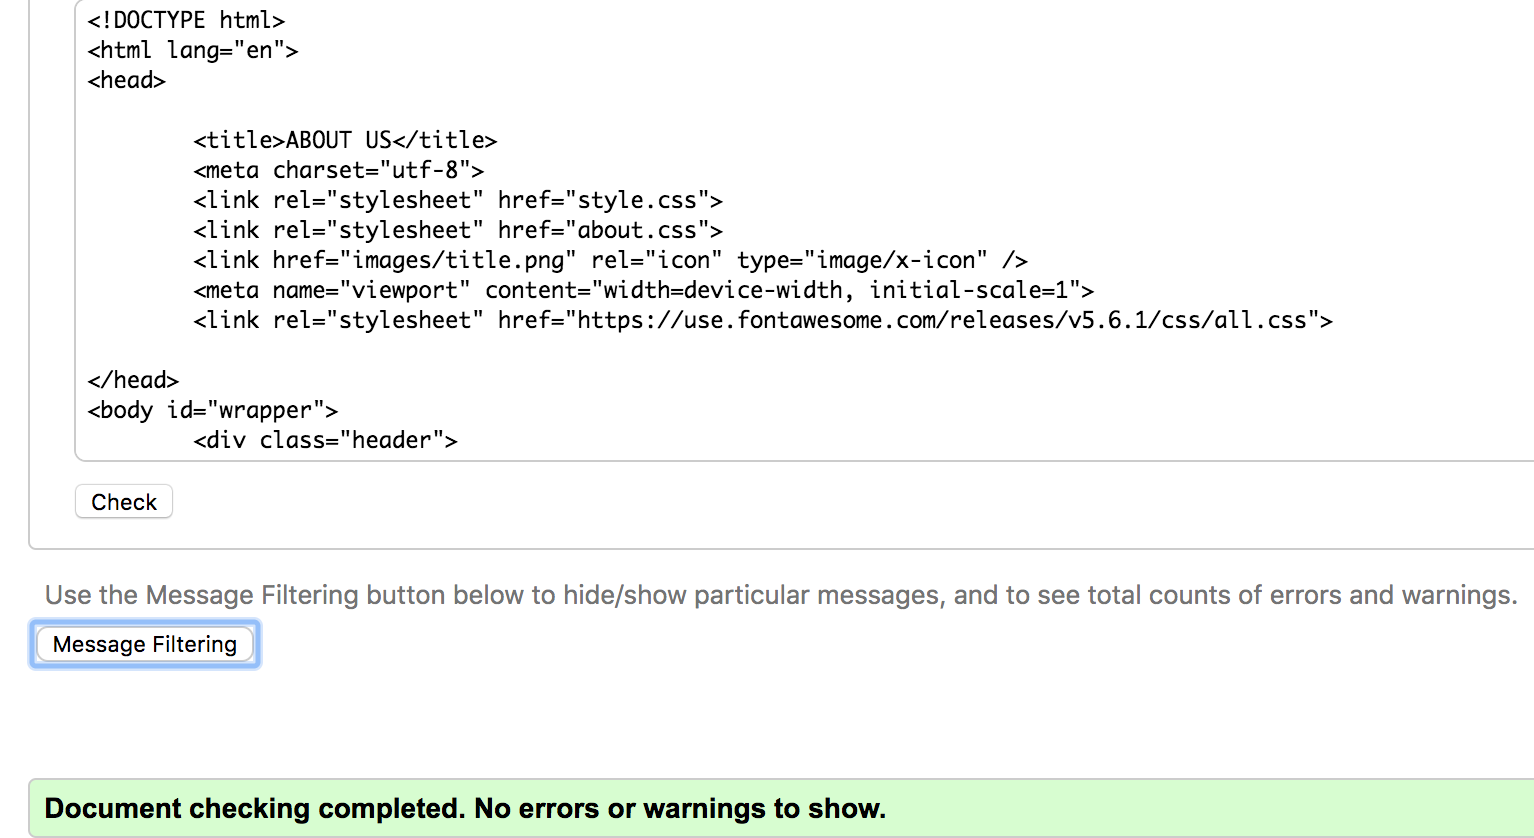 <!DOCTYPE html>
<html lang="en">
<head>
<title>ABOUT US</title>
<meta charset="utf-8">
<link rel="stylesheet" href="style.css">
<link rel="stylesheet" href="about.css">
<link href="images/title.png" rel="icon" type="image/x-icon" />
<meta name="viewport" content="width=device-width, initial-scale=1">
<link rel="stylesheet" href="https://use.fontawesome.com/releases/v5.6.1/css/all.css">
</head>
<body id="wrapper">
<div class="header">
Check
Use the Message Filtering button below to hide/show particular messages, and to see total counts of errors and warnings.
Message Filtering
Document checking completed. No errors or warnings to show.